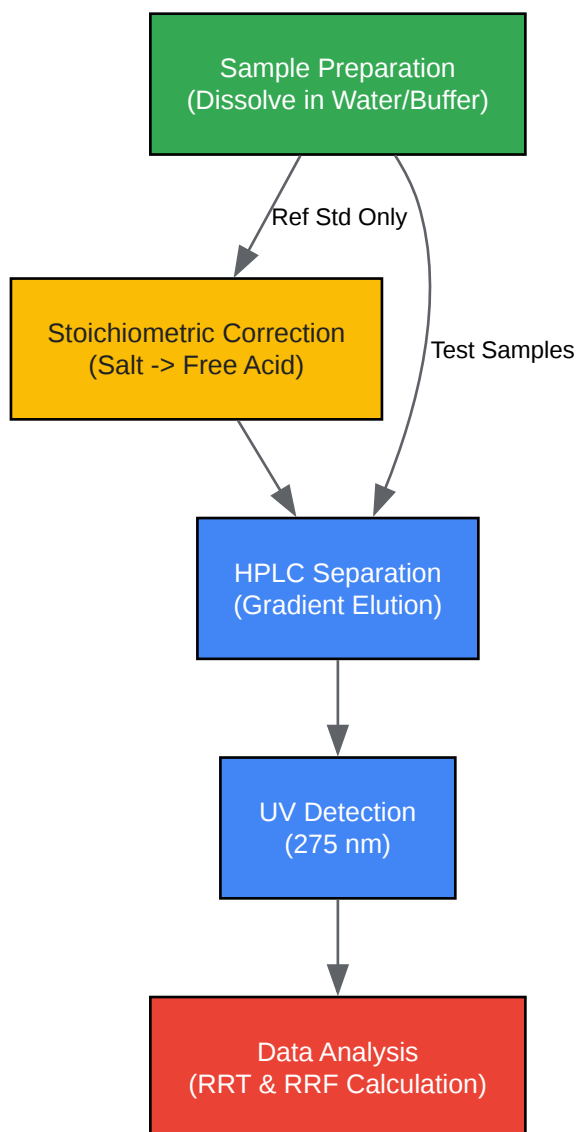 Sample Preparation
(Dissolve in Water/Buffer)
Ref Std Only
Stoichiometric Correction
(Salt -> Free Acid)
Test Samples
HPLC Separation
(Gradient Elution)
UV Detection
(275 nm)
Data Analysis
(RRT & RRF Calculation)